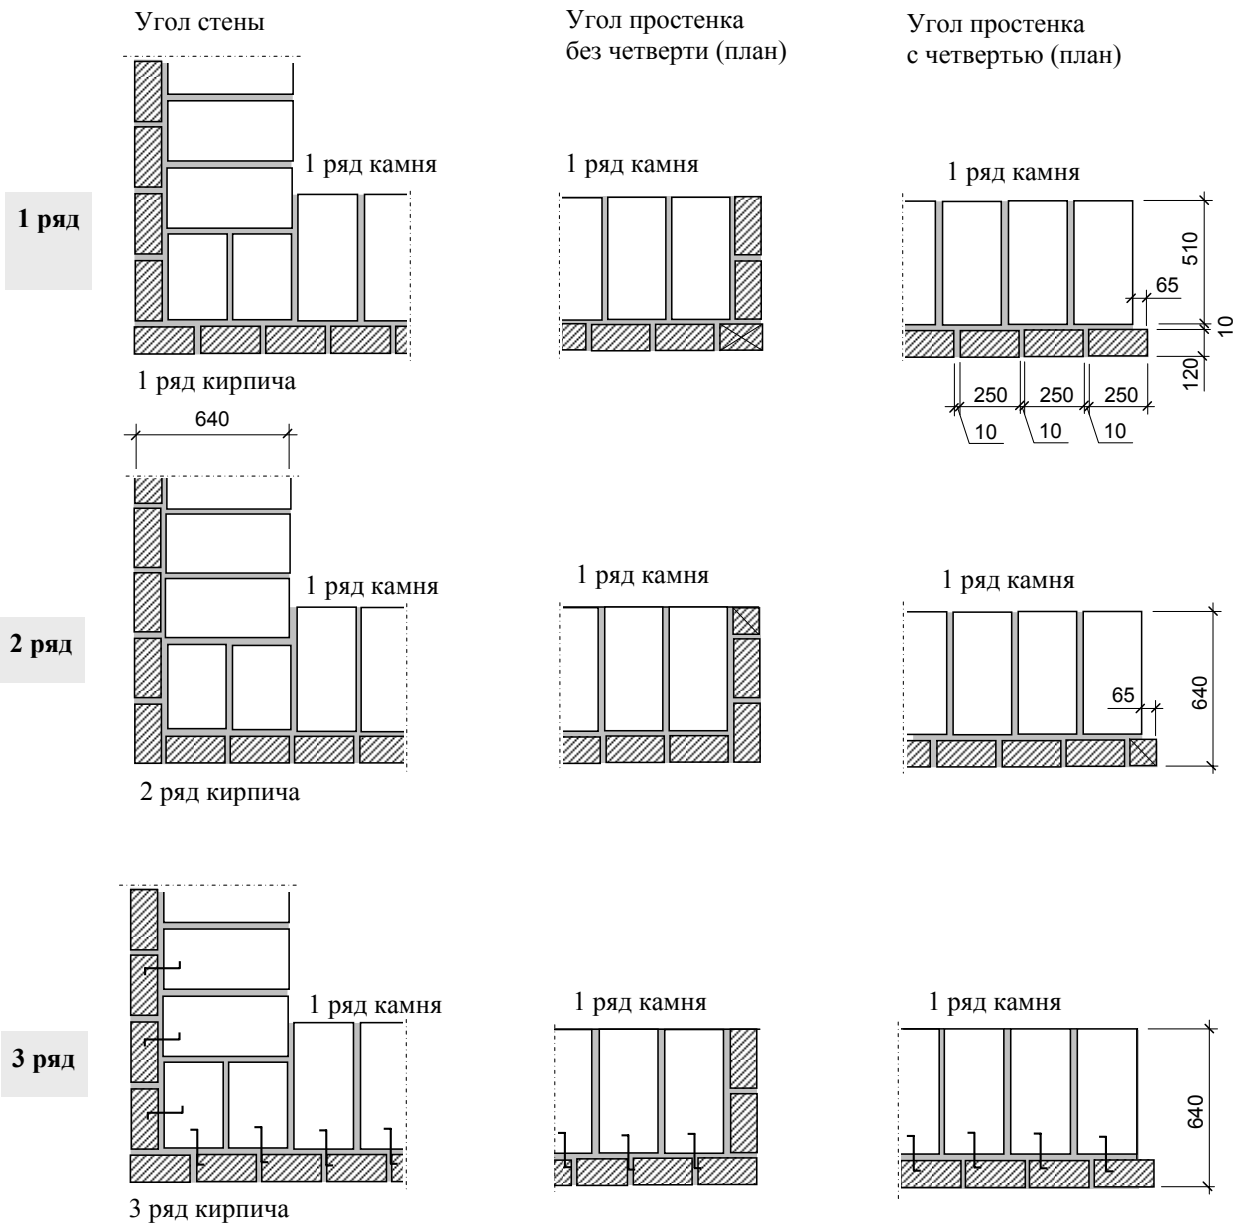 Угол стены
Угол простенка
без четверти (план)
Угол простенка
с четвертью (план)
1 ряд
1 ряд камня
1 ряд кирпича
1 ряд камня
1 ряд камня
510
65
10
120
250
250
250
10
10
10
640
2 ряд
1 ряд камня
2 ряд кирпича
1 ряд камня
1 ряд камня
65
640
3 ряд
1 ряд камня
3 ряд кирпича
1 ряд камня
1 ряд камня
640